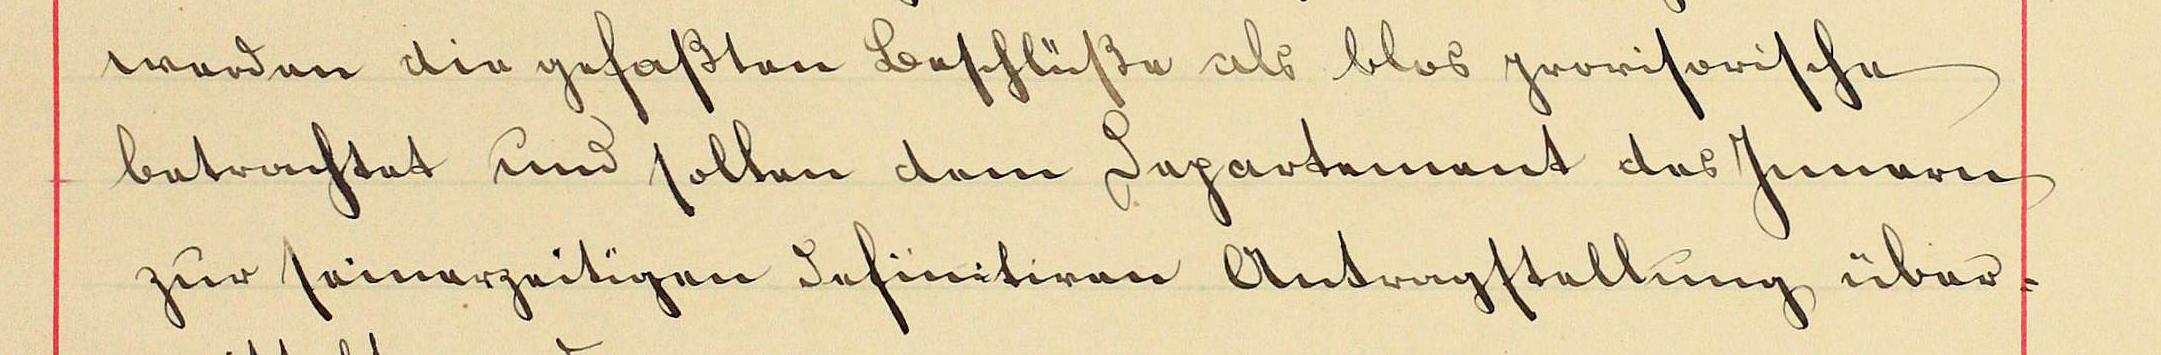 werden die gefaßten Beschlüße als blos provisorische
betrachtet und sollen dem Departement des Innern
zur seinerzeitigen definitiven Antragstellung über-